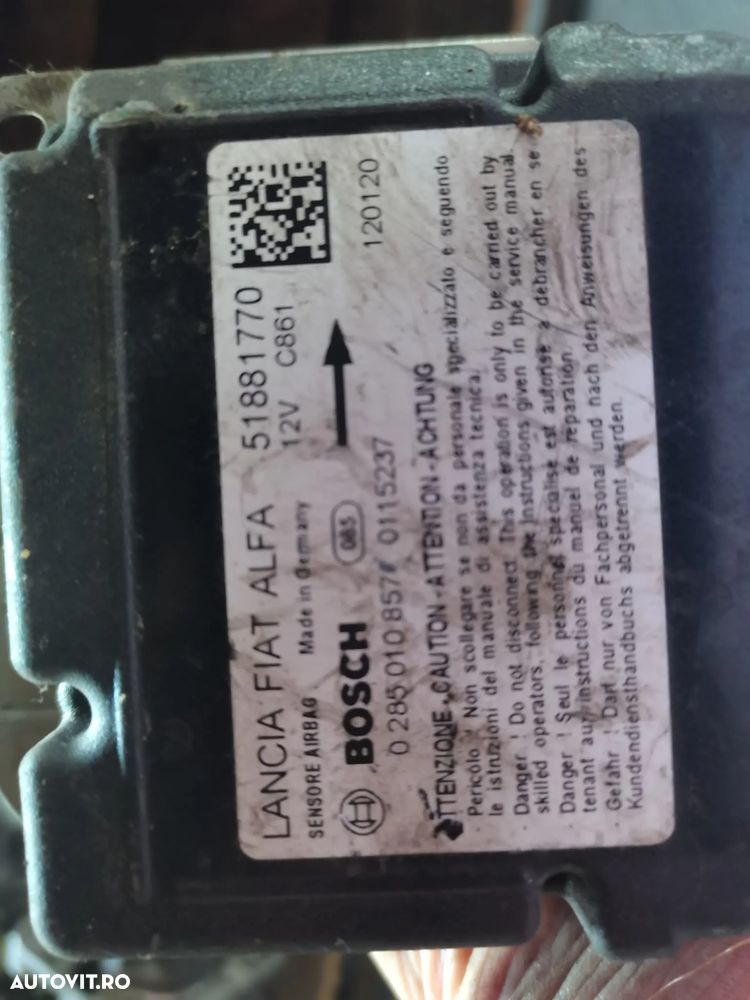 LANCIA FIAT ALFA 51881770
SENSORE AIRBAG Made in Germany 12V C861
BOSCH 085
0 285 010 857 0115237 120120
ATTENZIONE - CAUTION - ATTENTION - ACHTUNG
· Pericolo ! Non scollegare se non da personale specializzato e seguendo
le istruzioni del manuale di assistenza tecnica.
· Danger ! Do not disconnect. This operation is only to be carried out by
skilled operators, following the instructions given in the service manual
· Danger ! Seul le personnel spécialisé est autorisé à débrancher en se
tenant aux instructions du manuel de réparation.
· Gefahr ! Darf nur von Fachpersonal und nach den Anweisungen des
Kundendiensthandbuchs abgetrennt werden.
AUTOVIT.RO